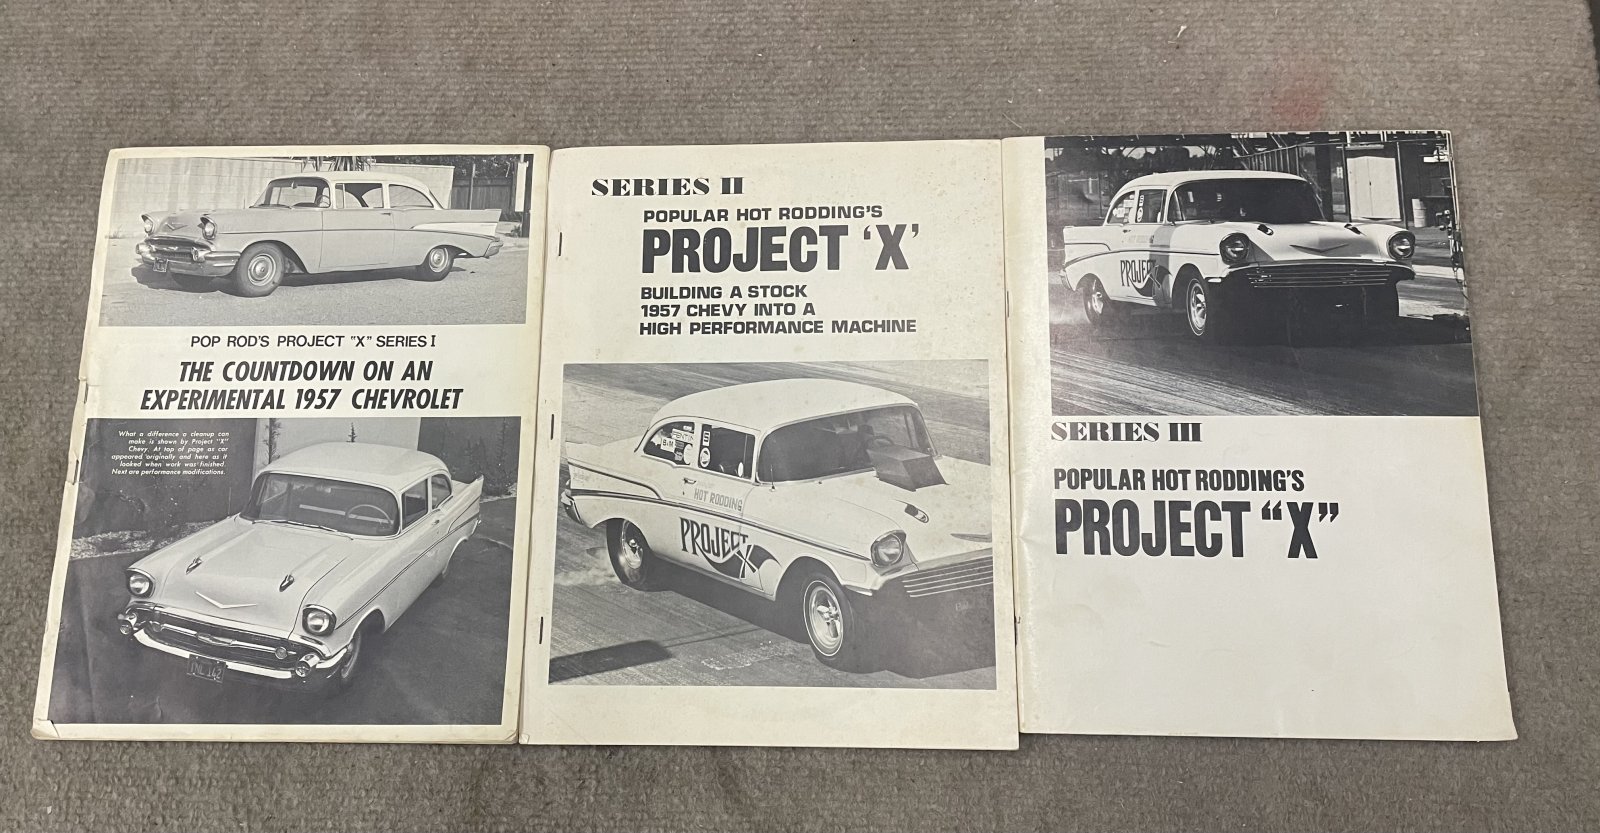 POP ROD'S PROJECT "X" SERIES I
THE COUNTDOWN ON AN
EXPERIMENTAL 1957 CHEVROLET
What a difference a cleanup can
make is shown by Project "X"
Chevy. At top of page as car
appeared originally and here as it
looked when work was finished.
Next are performance modifications.
SERIES II
POPULAR HOT RODDING'S
PROJECT 'X'
BUILDING A STOCK
1957 CHEVY INTO A
HIGH PERFORMANCE MACHINE
HOT RODDING
PROJECT
X
PROJECT
SERIES III
POPULAR HOT RODDING'S
PROJECT "X"